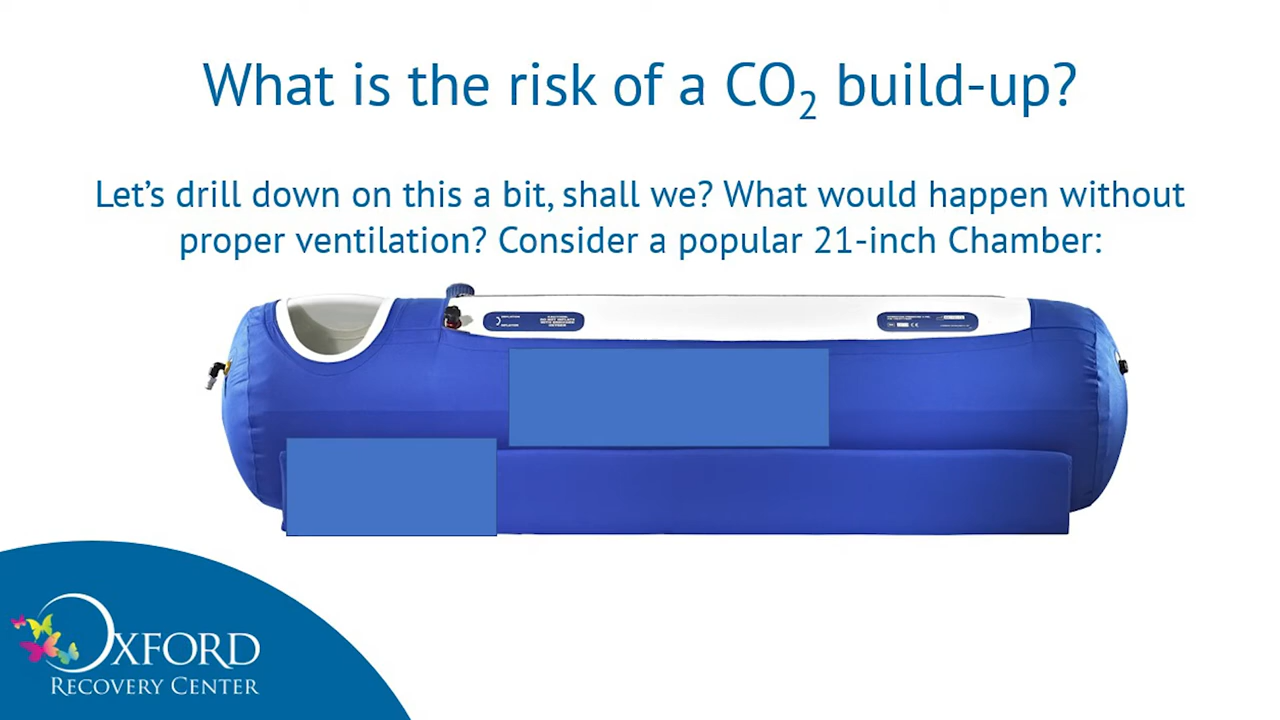 What is the risk of a CO₂ build-up?
Let's drill down on this a bit, shall we? What would happen without
proper ventilation? Consider a popular 21-inch Chamber:
OXFORD
RECOVERY CENTER